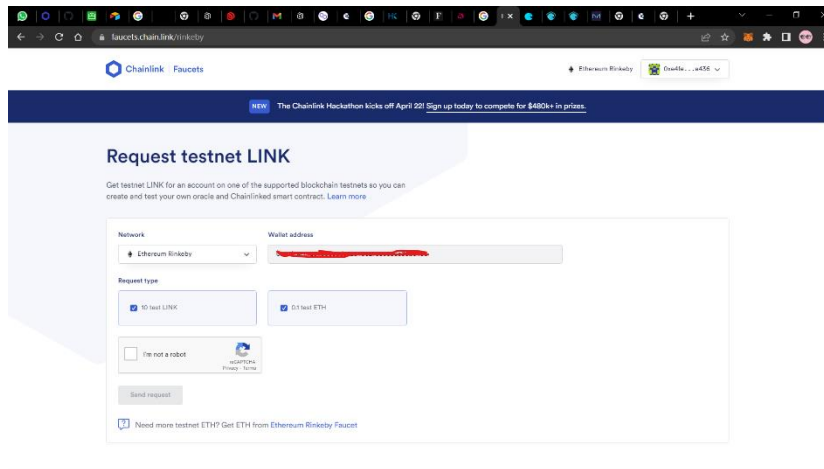 faucets.chain.link/rinkeby
Chainlink Faucets
Ethereum Rinkeby
NEW The Chainlink Hackathon kicks off April 22! Sign up today to compete for $480k+ in prizes.
Request testnet LINK
Get testnet LINK for an account on one of the supported blockchain testnets so you can
create and test your own oracle and Chainlinked smart contract. Learn more
Network
Wallet address
Ethereum Rinkeby
Request type
10 test LINK
0.1 test ETH
I'm not a robot
reCAPTCHA
Privacy - Terms
Send request
Need more testnet ETH? Get ETH from Ethereum Rinkeby Faucet